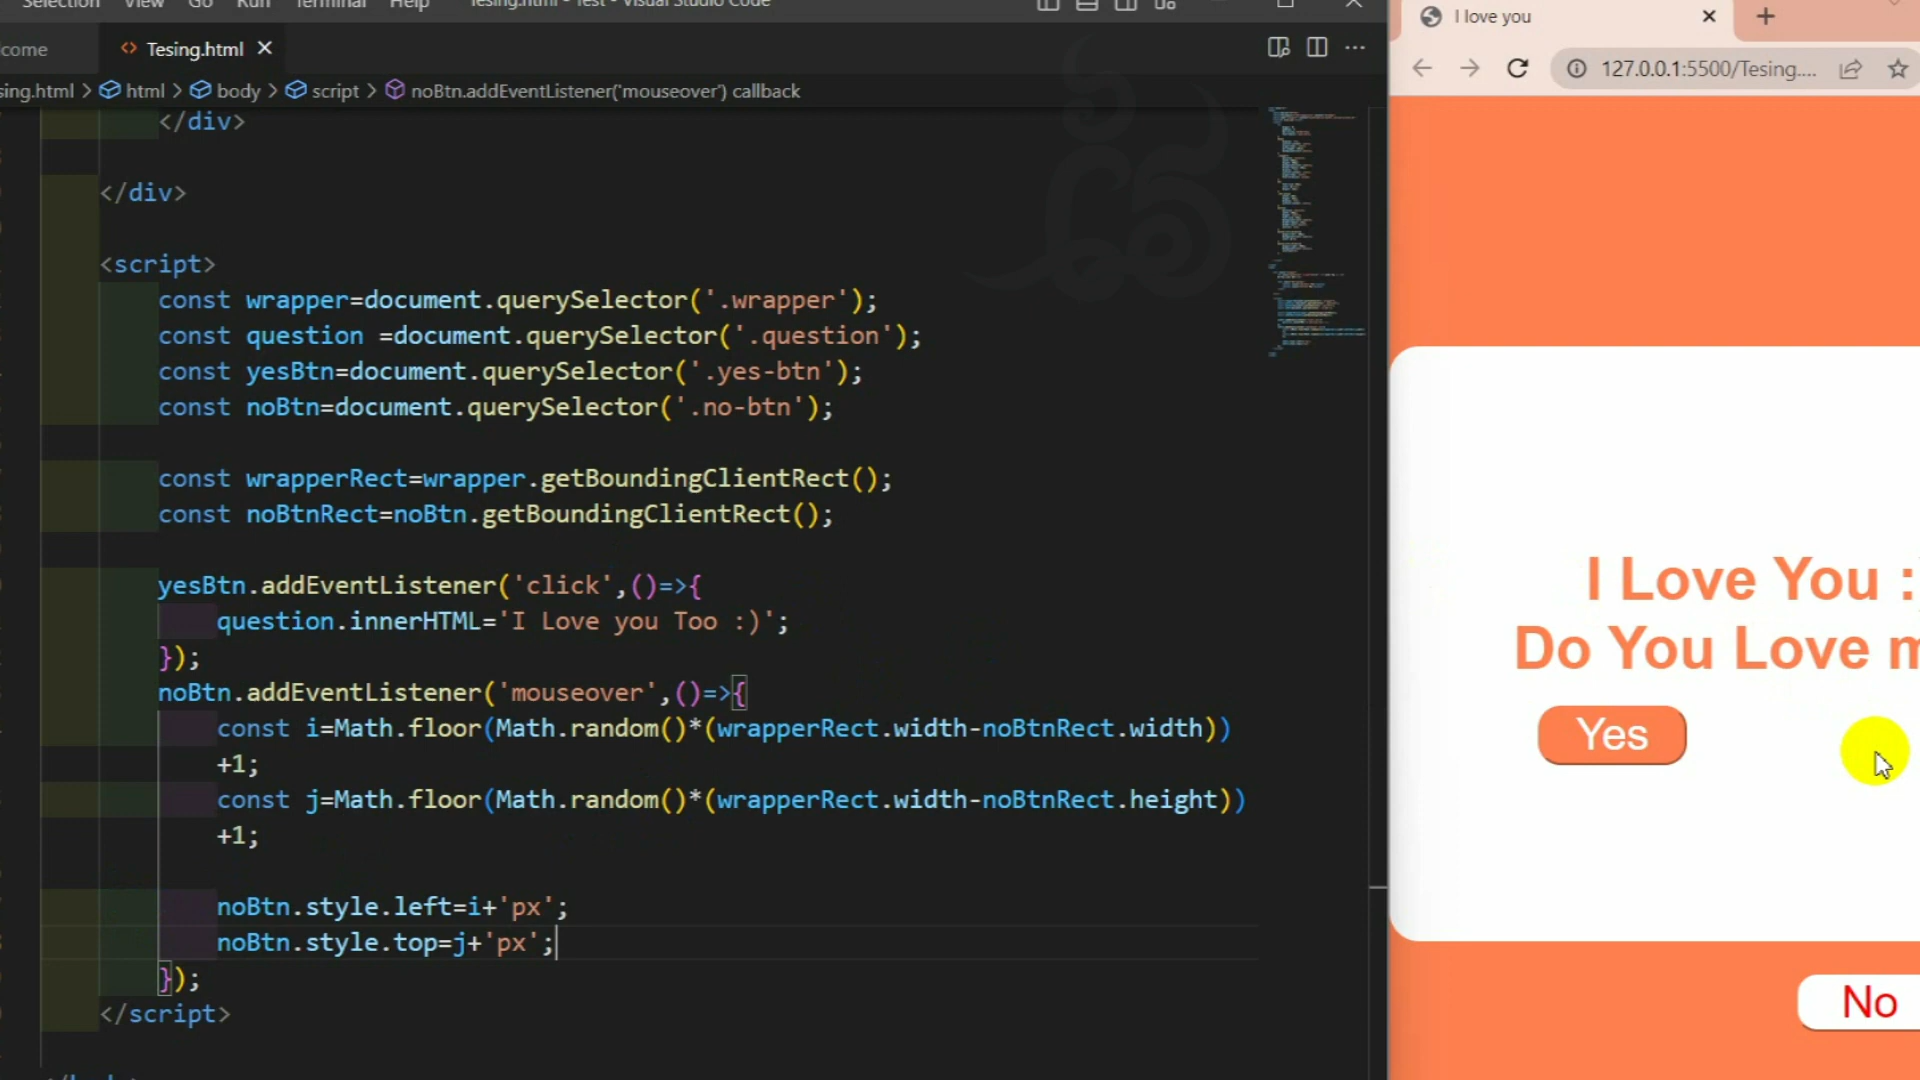 Selection View Go Run Terminal Help Tesing.html - Test - Visual Studio Code
come Tesing.html
sing.html > html > body > script > noBtn.addEventListener('mouseover') callback
</div>
</div>
<script>
const wrapper=document.querySelector('.wrapper');
const question =document.querySelector('.question');
const yesBtn=document.querySelector('.yes-btn');
const noBtn=document.querySelector('.no-btn');
const wrapperRect=wrapper.getBoundingClientRect();
const noBtnRect=noBtn.getBoundingClientRect();
yesBtn.addEventListener('click',()=>{
question.innerHTML='I Love you Too :)';
});
noBtn.addEventListener('mouseover',()=>{
const i=Math.floor(Math.random()*(wrapperRect.width-noBtnRect.width))
+1;
const j=Math.floor(Math.random()*(wrapperRect.width-noBtnRect.height))
+1;
noBtn.style.left=i+'px';
noBtn.style.top=j+'px';
});
</script>
I love you
127.0.0.1:5500/Tesing....
I Love You :
Do You Love m
Yes
No